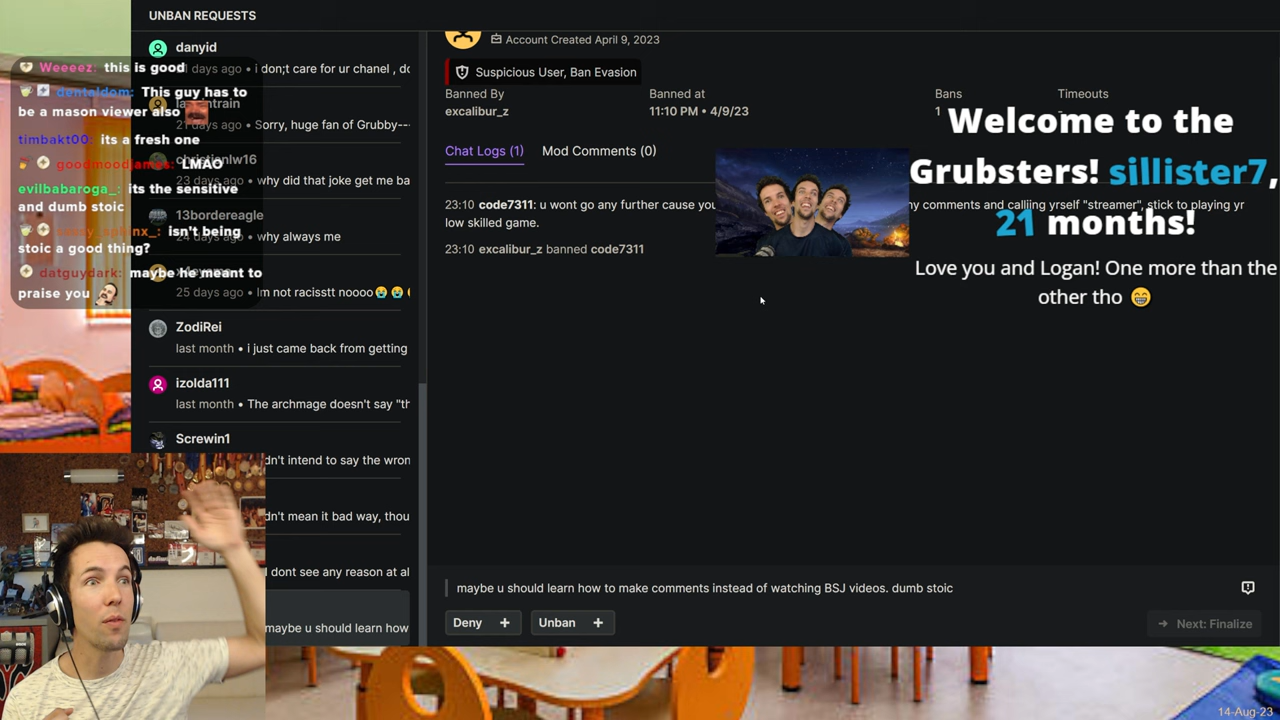 UNBAN REQUESTS
danyid
days ago • i don;t care for ur chanel , do
21 days ago • Sorry, huge fan of Grubby---
christionlw16
23 days ago • why did that joke get me ba
13bordereagle
24 days ago • why always me
25 days ago • Im not racisstt noooo😭😭
ZodiRei
last month • i just came back from getting
izolda111
last month • The archmage doesn't say "th
Screwin1
dn't intend to say the wron
dn't mean it bad way, thou
I dont see any reason at al
maybe u should learn how
Weeeez: this is good
dentaldom: This guy has to
be a mason viewer also
timbakt00: its a fresh one
goodmoodjames: LMAO
evilbabaroga_: its the sensitive
and dumb stoic
isn't being
stoic a good thing?
datguydark: maybe he meant to
praise you
Account Created April 9, 2023
Suspicious User, Ban Evasion
Banned By
excalibur_z
Banned at
11:10 PM • 4/9/23
Bans
1
Timeouts
Chat Logs (1)
Mod Comments (0)
23:10 code7311: u wont go any further cause you
ny comments and callling yrself "streamer", stick to playing yr
low skilled game.
23:10 excalibur_z banned code7311
Welcome to the
Grubsters! sillister7,
21 months!
Love you and Logan! One more than the
other tho 😁
maybe u should learn how to make comments instead of watching BSJ videos. dumb stoic
Deny +
Unban +
→ Next: Finalize
14-Aug-23